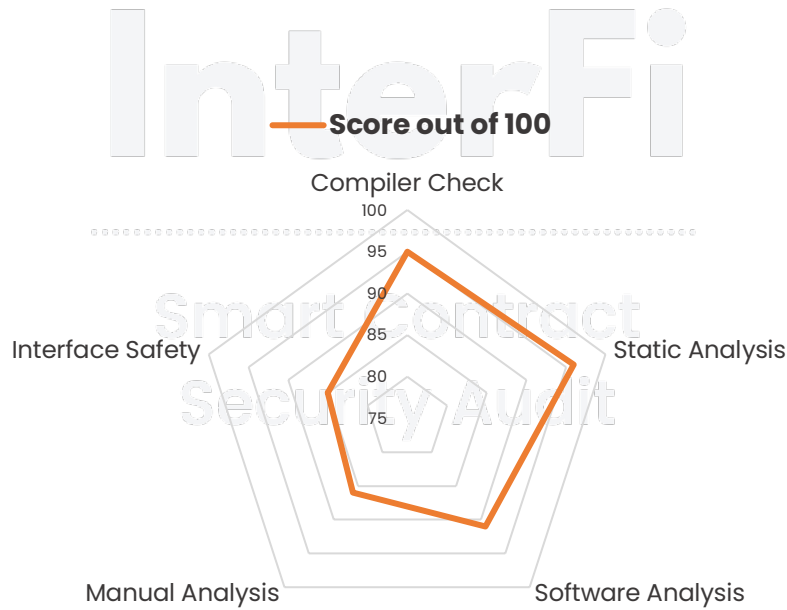 InterFi
Score out of 100
Compiler Check
100
95
90
Smart Contract
85
Interface Safety
Static Analysis
80
Security Audit
75
Manual Analysis
Software Analysis